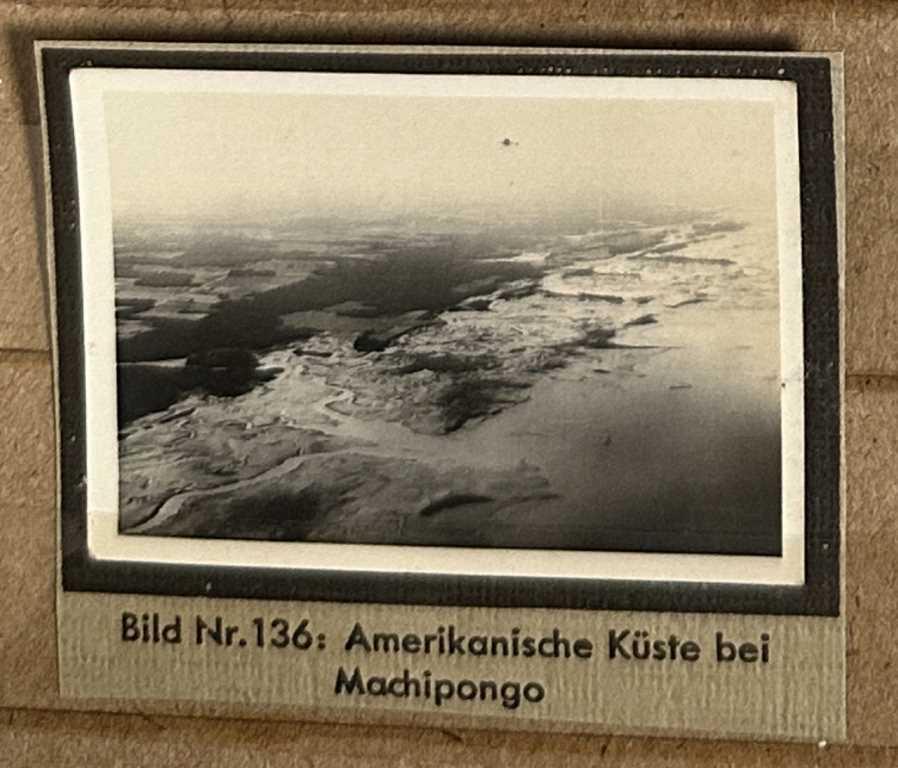 Bild Nr.136: Amerikanische Küste bei
Machipongo